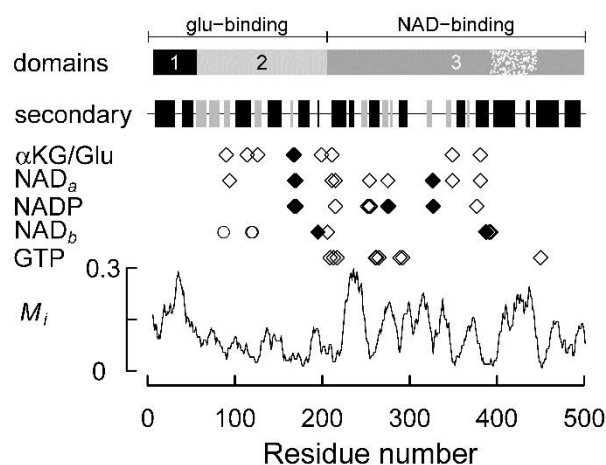 glu-binding NAD-binding
domains 1 2 3
secondary
αKG/Glu
NADa
NADP
NADb
GTP
0.3
Mi
0
0 100 200 300 400 500
Residue number